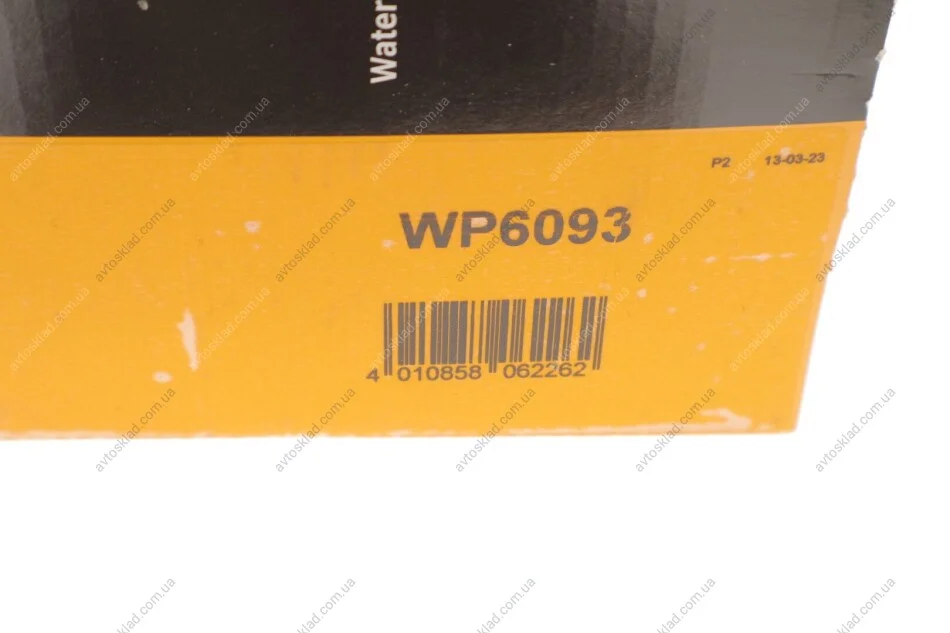 Water
P2 13-03-23
WP6093
4 010858 062262
avtosklad.com.ua